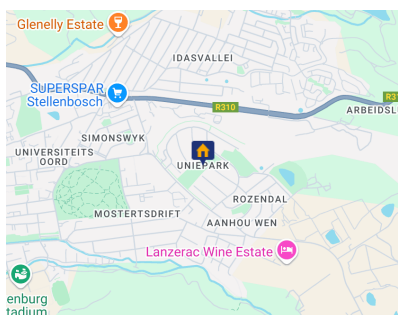 Glenelly Estate
IDASVALLEI
SUPERSPAR
Stellenbosch
R310
R31
ARBEIDSL
SIMONSWYK
UNIVERSITEITS
OORD
UNIEPARK
ROZENDAL
MOSTERTSDRIFT
AANHOU WEN
Lanzerac Wine Estate
enburg
tadium